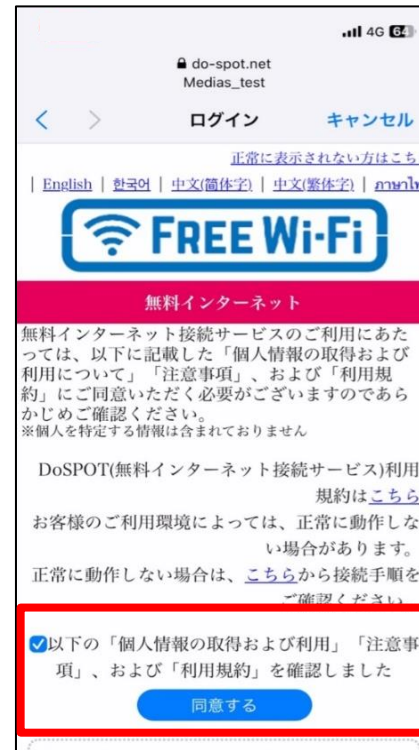 4G 64
do-spot.net
Medias_test
ログイン
キャンセル
正常に表示されない方はこち
| English | 한국어 | 中文(簡体字) | 中文(繁体字) | ภาษาไท
FREE Wi-Fi
無料インターネット
無料インターネット接続サービスのご利用にあた
っては、以下に記載した「個人情報の取得および
利用について」「注意事項」、および「利用規
約」にご同意いただく必要がございますのであら
かじめご確認ください。
※個人を特定する情報は含まれておりません
DoSPOT(無料インターネット接続サービス)利用
規約はこちら
お客様のご利用環境によっては、正常に動作しな
い場合があります。
正常に動作しない場合は、こちらから接続手順を
ご確認ください
以下の「個人情報の取得および利用」「注意事
項」、および「利用規約」を確認しました
同意する